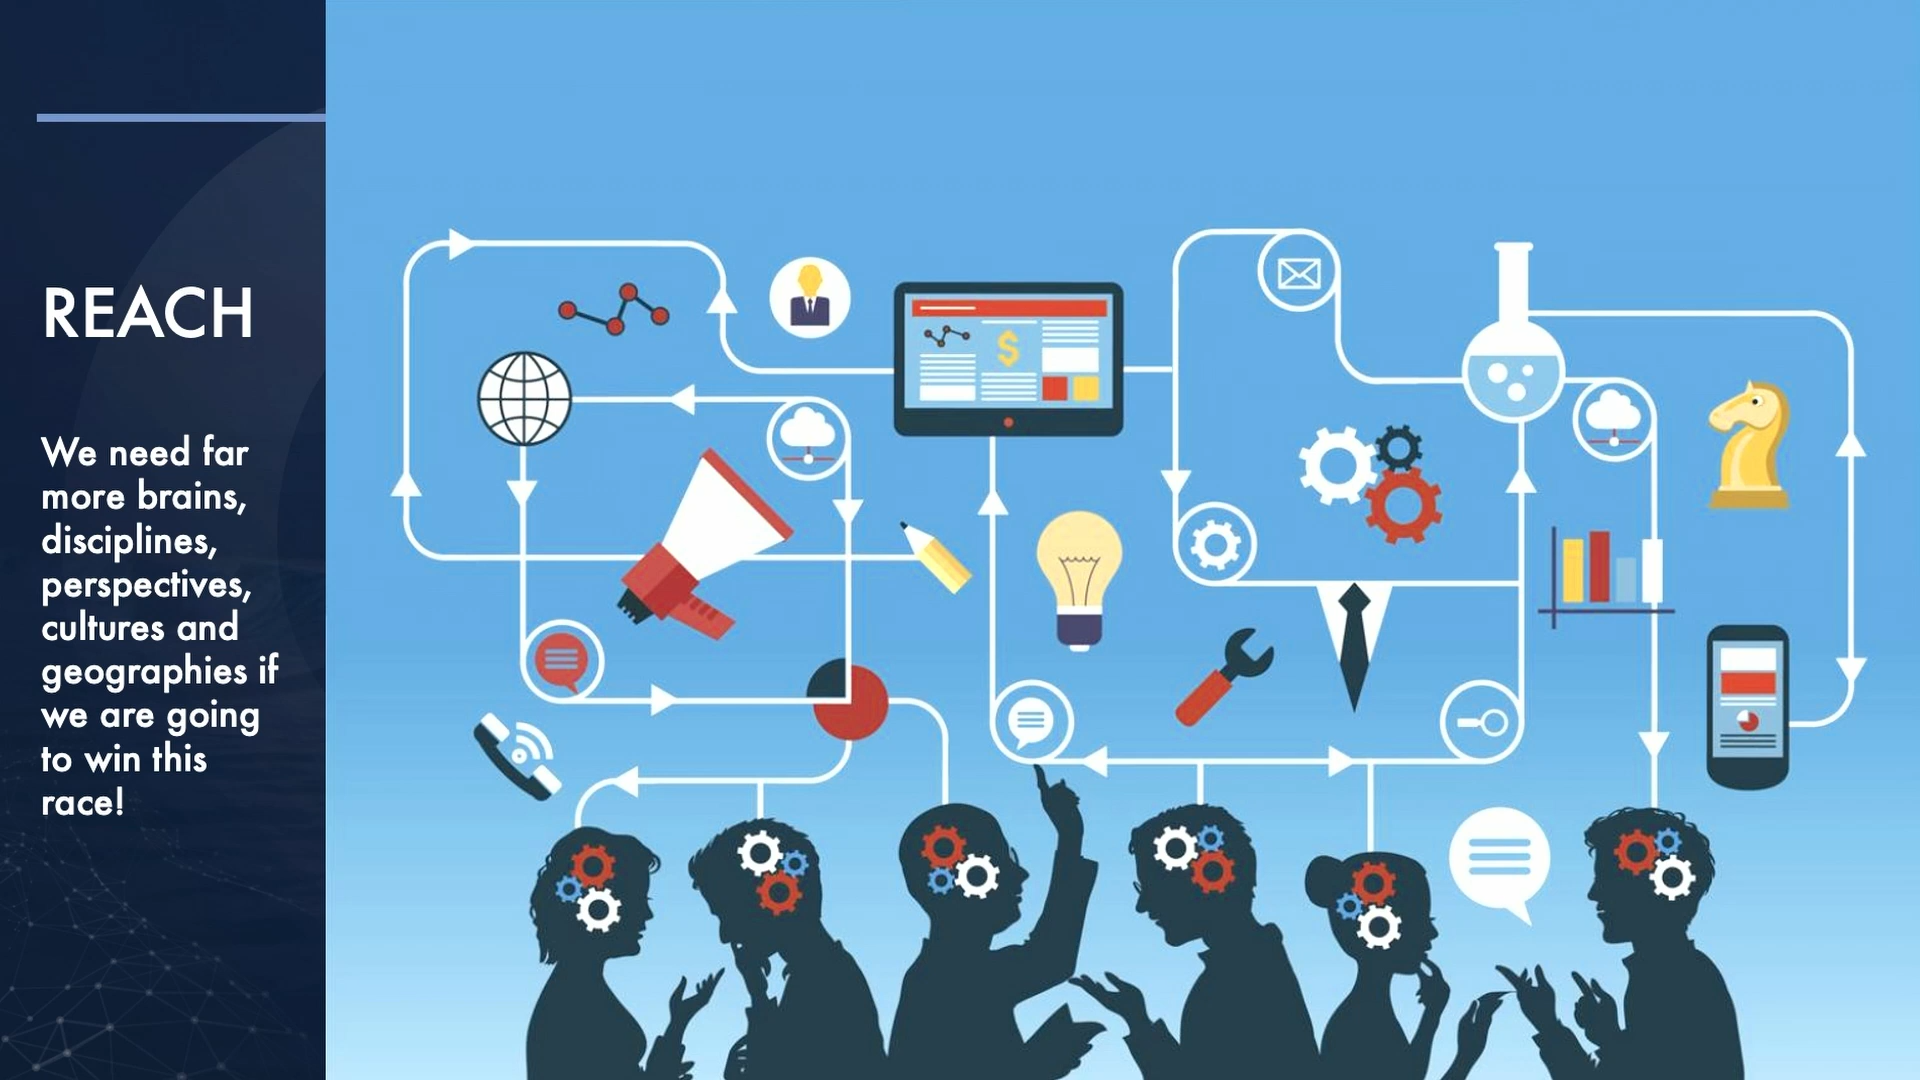 REACH
We need far
more brains,
disciplines,
perspectives,
cultures and
geographies if
we are going
to win this
race!
$